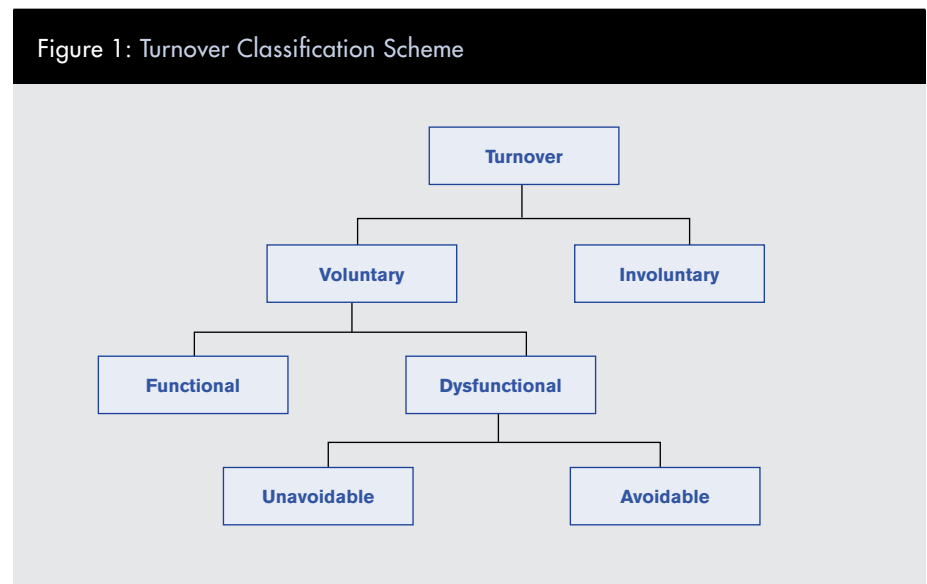 Figure 1: Turnover Classification Scheme
Turnover
Voluntary
Involuntary
Functional
Dysfunctional
Unavoidable
Avoidable